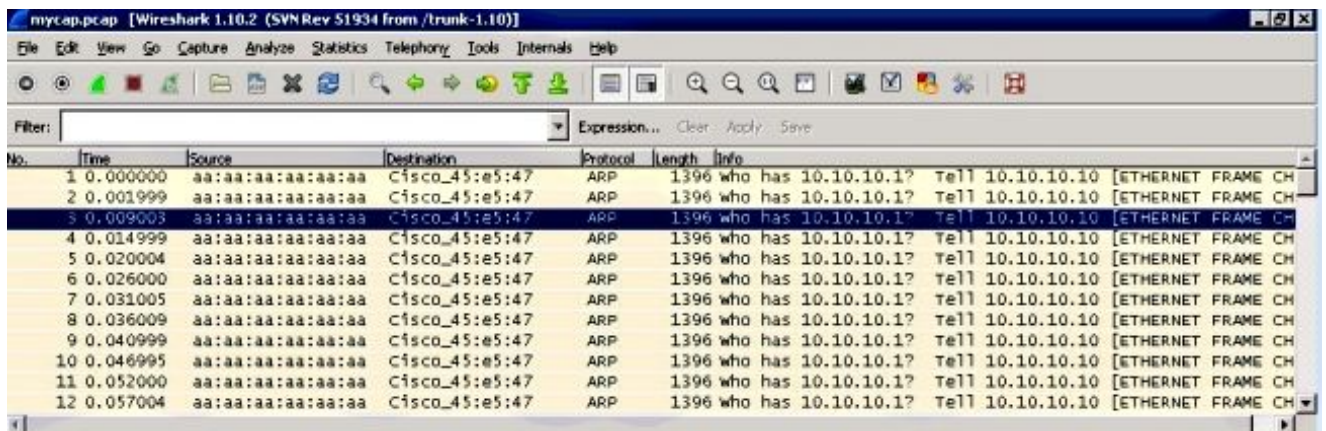 mycap.pcap [Wireshark 1.10.2 (SVN Rev 51934 from /trunk-1.10)]
File Edit View Go Capture Analyze Statistics Telephony Tools Internals Help
Filter: Expression... Clear Apply Save
No. Time Source Destination Protocol Length Info
1 0.000000 aa:aa:aa:aa:aa:aa Cisco_45:e5:47 ARP 1396 who has 10.10.10.1? Tell 10.10.10.10 [ETHERNET FRAME CH
2 0.001999 aa:aa:aa:aa:aa:aa Cisco_45:e5:47 ARP 1396 who has 10.10.10.1? Tell 10.10.10.10 [ETHERNET FRAME CH
3 0.009003 aa:aa:aa:aa:aa:aa Cisco_45:e5:47 ARP 1396 who has 10.10.10.1? Tell 10.10.10.10 [ETHERNET FRAME CH
4 0.014999 aa:aa:aa:aa:aa:aa Cisco_45:e5:47 ARP 1396 who has 10.10.10.1? Tell 10.10.10.10 [ETHERNET FRAME CH
5 0.020004 aa:aa:aa:aa:aa:aa Cisco_45:e5:47 ARP 1396 who has 10.10.10.1? Tell 10.10.10.10 [ETHERNET FRAME CH
6 0.026000 aa:aa:aa:aa:aa:aa Cisco_45:e5:47 ARP 1396 who has 10.10.10.1? Tell 10.10.10.10 [ETHERNET FRAME CH
7 0.031005 aa:aa:aa:aa:aa:aa Cisco_45:e5:47 ARP 1396 who has 10.10.10.1? Tell 10.10.10.10 [ETHERNET FRAME CH
8 0.036009 aa:aa:aa:aa:aa:aa Cisco_45:e5:47 ARP 1396 who has 10.10.10.1? Tell 10.10.10.10 [ETHERNET FRAME CH
9 0.040999 aa:aa:aa:aa:aa:aa Cisco_45:e5:47 ARP 1396 who has 10.10.10.1? Tell 10.10.10.10 [ETHERNET FRAME CH
10 0.046995 aa:aa:aa:aa:aa:aa Cisco_45:e5:47 ARP 1396 who has 10.10.10.1? Tell 10.10.10.10 [ETHERNET FRAME CH
11 0.052000 aa:aa:aa:aa:aa:aa Cisco_45:e5:47 ARP 1396 who has 10.10.10.1? Tell 10.10.10.10 [ETHERNET FRAME CH
12 0.057004 aa:aa:aa:aa:aa:aa Cisco_45:e5:47 ARP 1396 who has 10.10.10.1? Tell 10.10.10.10 [ETHERNET FRAME CH